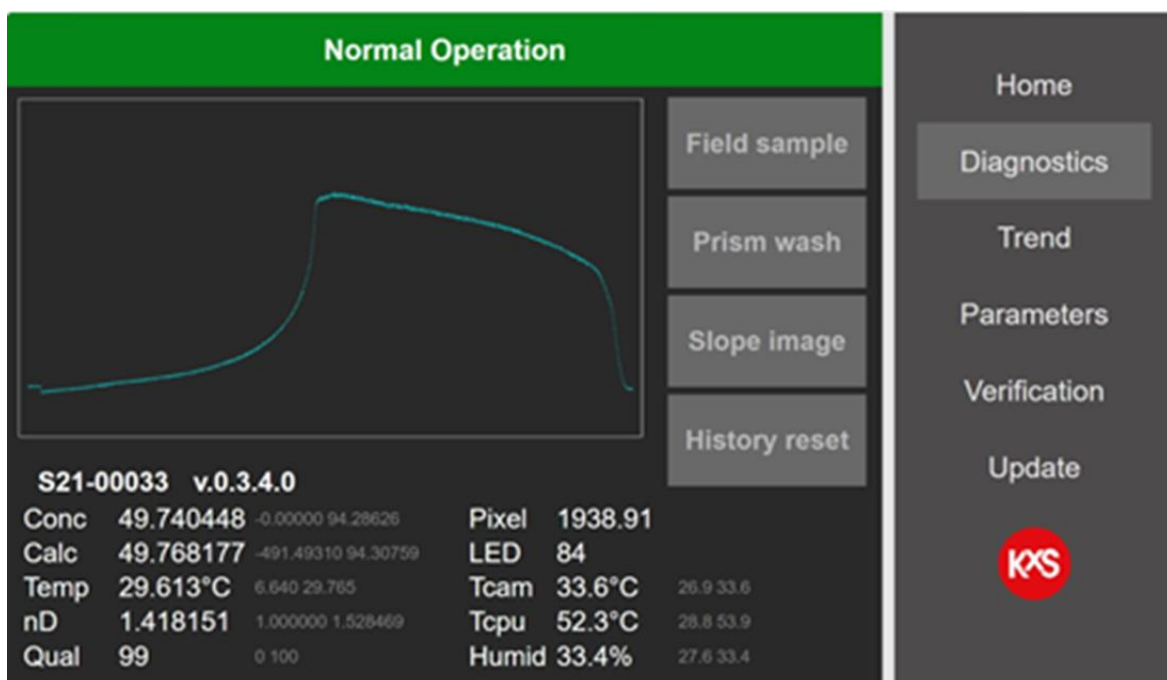 Normal Operation
Field sample
Prism wash
Slope image
History reset
S21-00033 v.0.3.4.0
Conc 49.740448 -0.00000 94.28626 Pixel 1938.91
Calc 49.768177 -491.49310 94.30759 LED 84
Temp 29.613°C 6.640 29.765 Tcam 33.6°C 26.9 33.6
nD 1.418151 1.000000 1.528469 Tcpu 52.3°C 28.8 53.9
Qual 99 0 100 Humid 33.4% 27.6 33.4
Home
Diagnostics
Trend
Parameters
Verification
Update
KXS